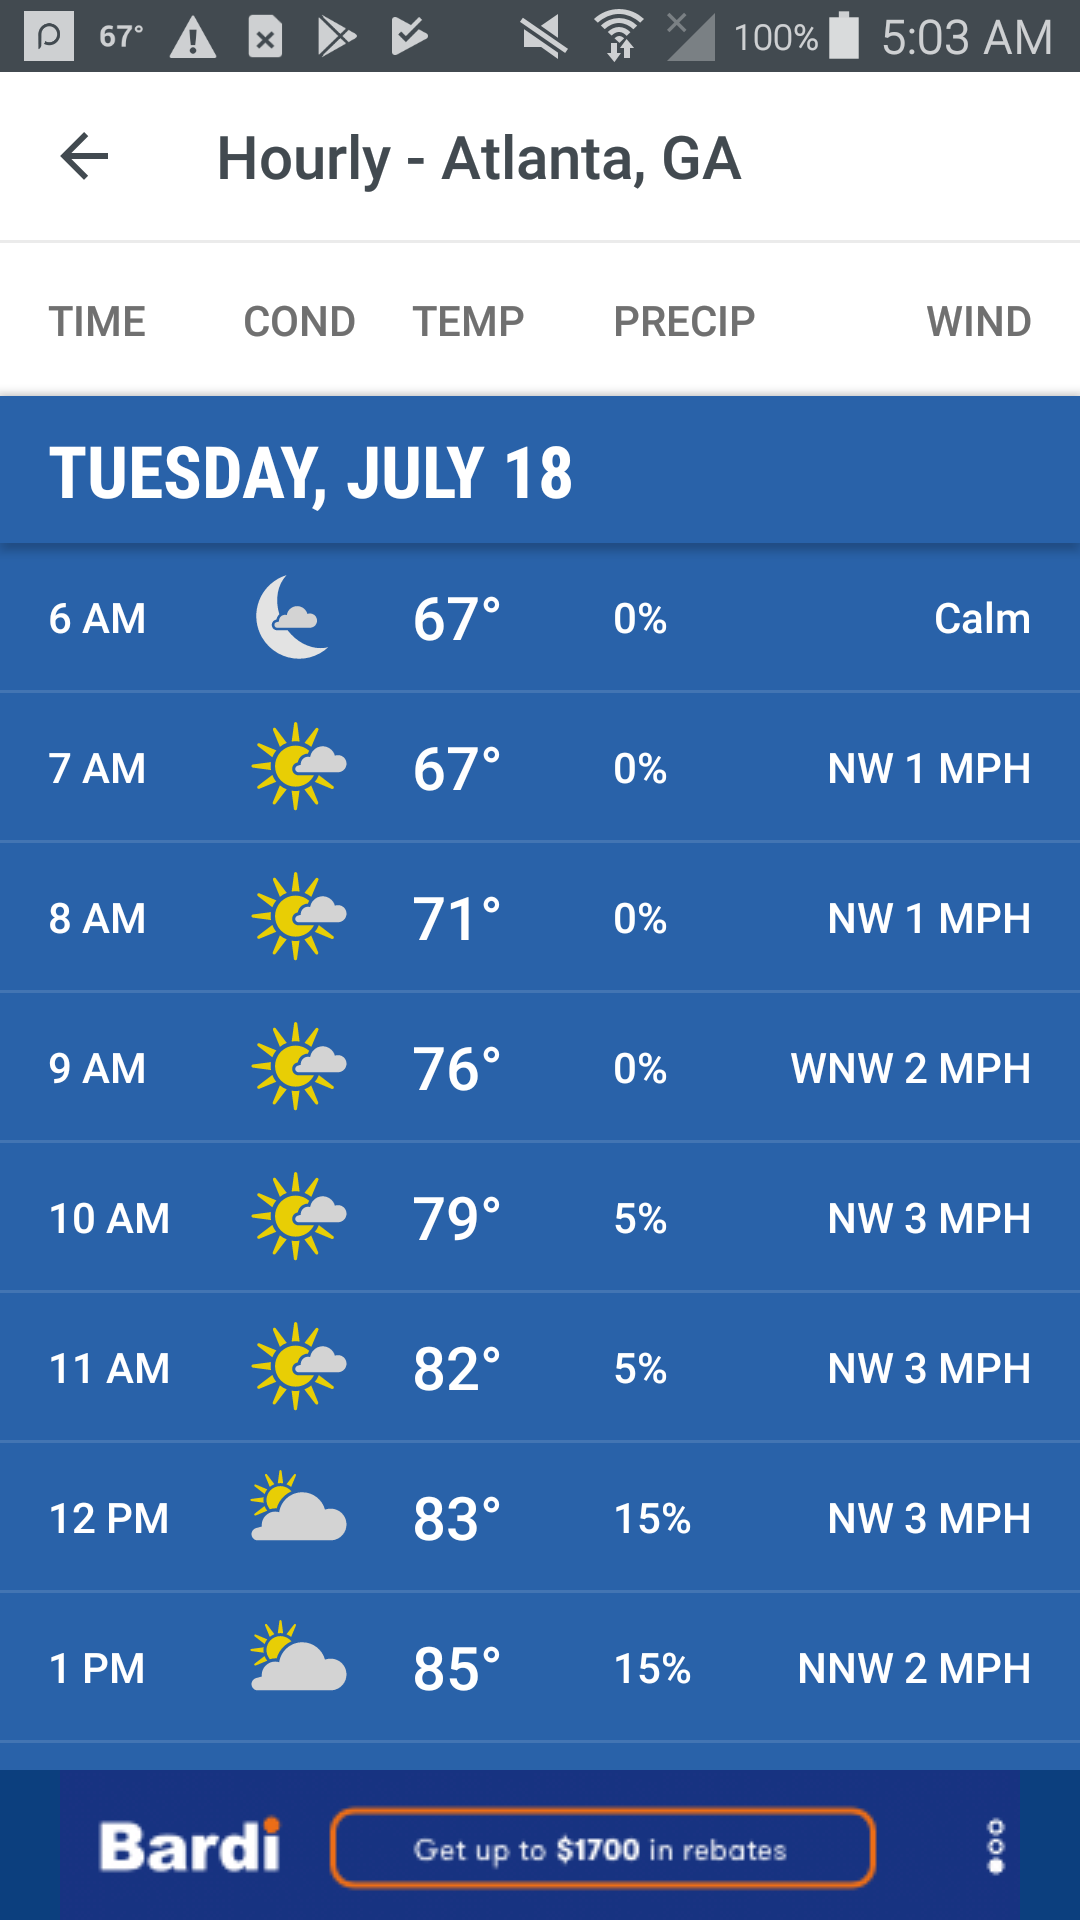 67° 100% 5:03 AM
Hourly - Atlanta, GA
TIME COND TEMP PRECIP WIND
TUESDAY, JULY 18
6 AM 67° 0% Calm
7 AM 67° 0% NW 1 MPH
8 AM 71° 0% NW 1 MPH
9 AM 76° 0% WNW 2 MPH
10 AM 79° 5% NW 3 MPH
11 AM 82° 5% NW 3 MPH
12 PM 83° 15% NW 3 MPH
1 PM 85° 15% NNW 2 MPH
Bardi Get up to $1700 in rebates